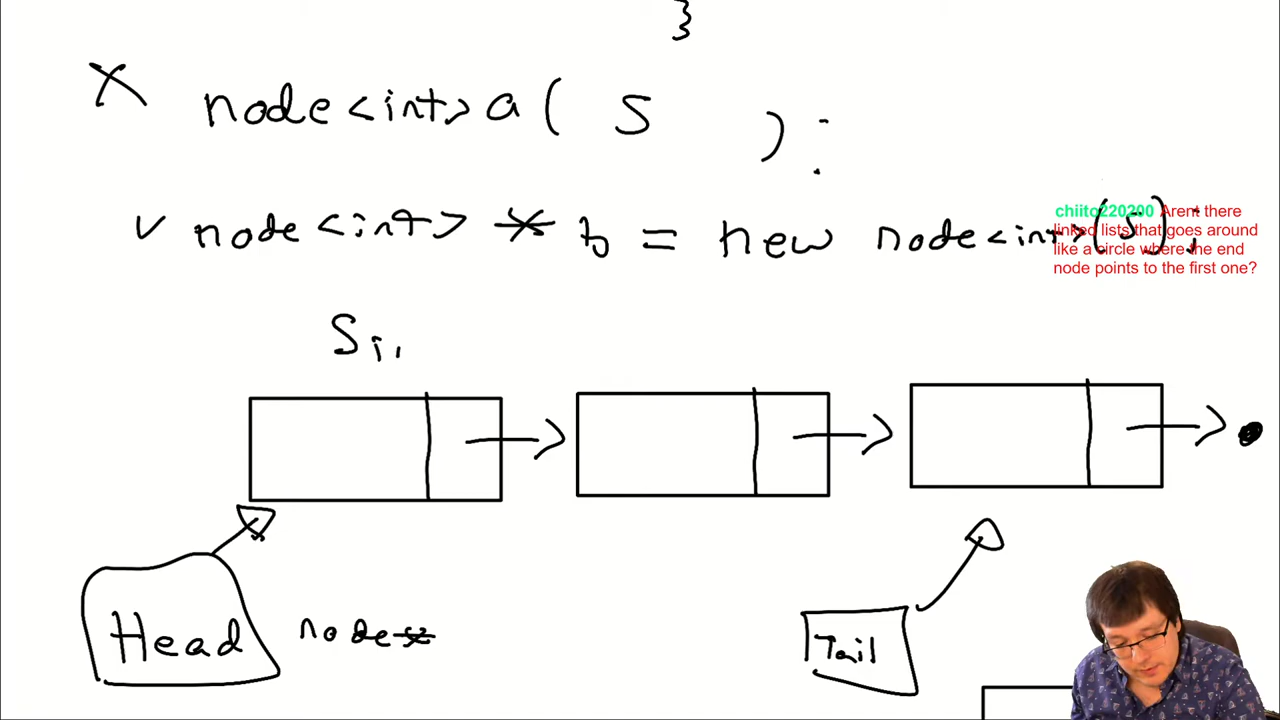 }
X node<int> a( 5 ) :
v node<int> * b = new node<int>(5);
chiito220200 Arent there
linked lists that goes around
like a circle where the end
node points to the first one?
Head
node*
Tail